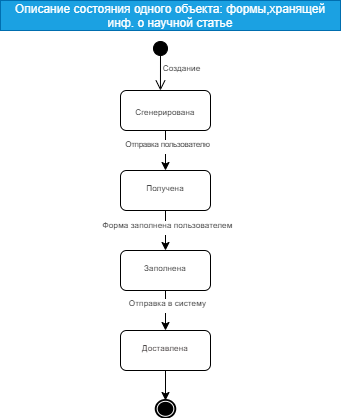 Описание состояния одного объекта: формы,хранящей
инф. о научной статье
Создание
Сгенерирована
Отправка пользователю
Получена
Форма заполнена пользователем
Заполнена
Отправка в систему
Доставлена